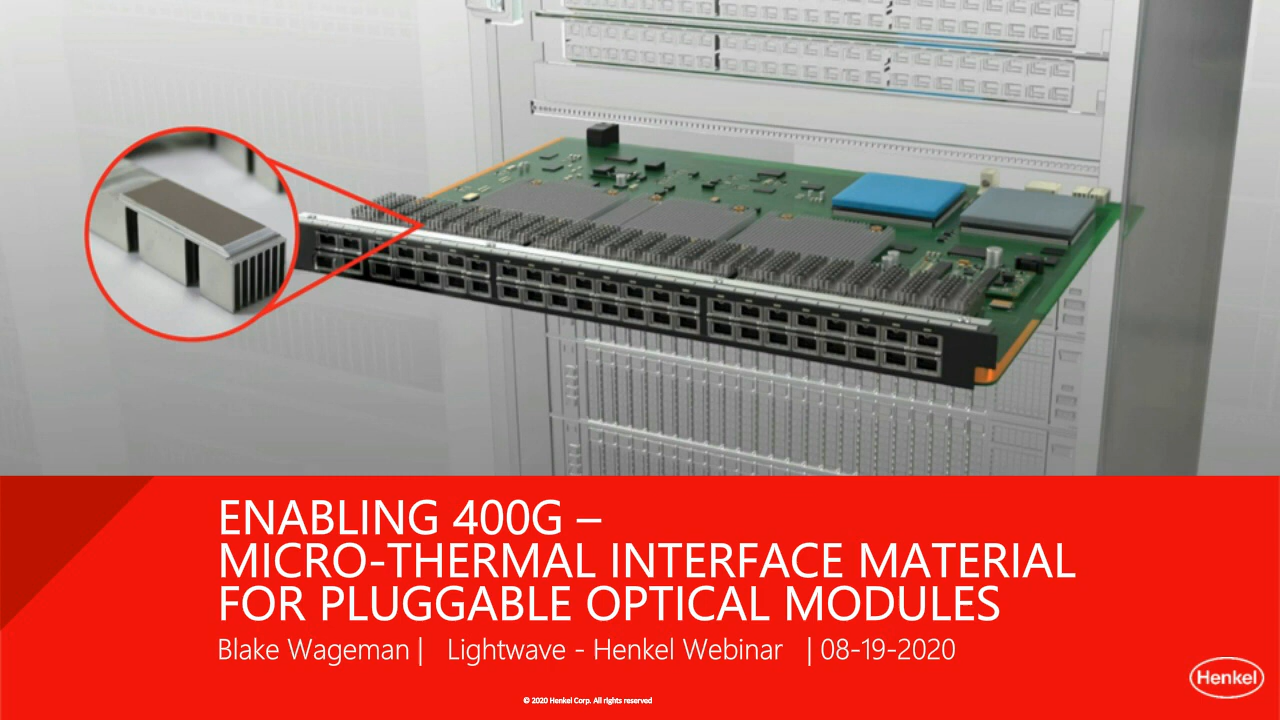 ENABLING 400G –
MICRO-THERMAL INTERFACE MATERIAL
FOR PLUGGABLE OPTICAL MODULES
Blake Wageman | Lightwave - Henkel Webinar | 08-19-2020
Henkel
© 2020 Henkel Corp. All rights reserved